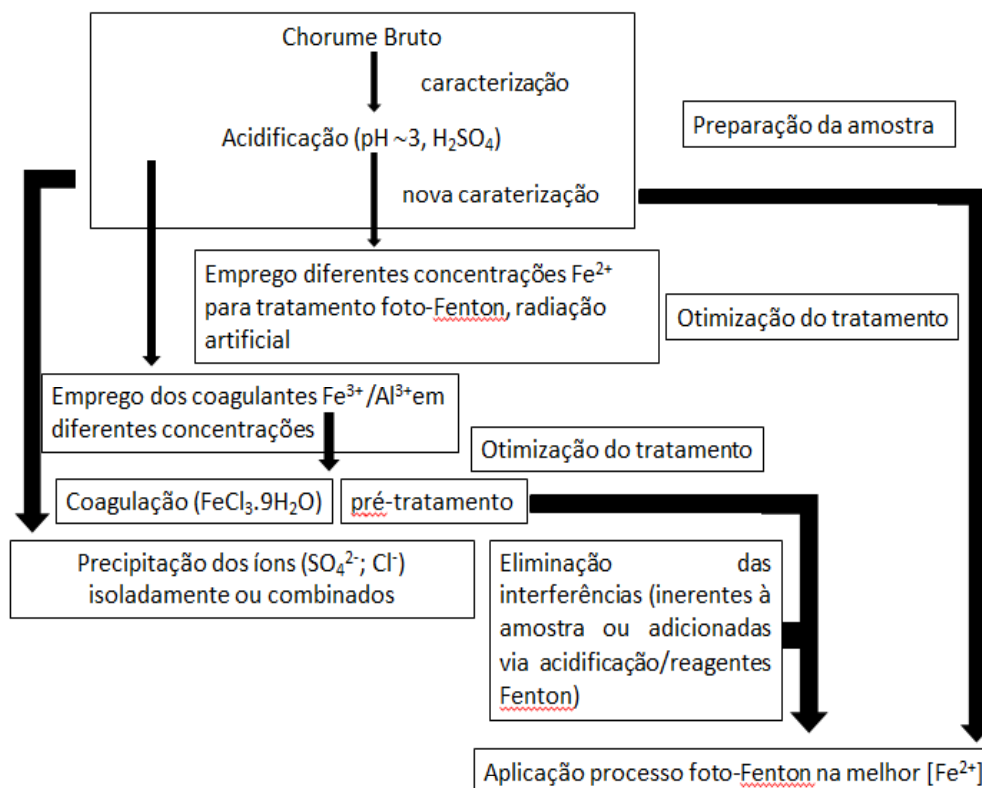 Chorume Bruto
caracterização
Acidificação (pH ~3, H₂SO₄)
Preparação da amostra
nova caraterização
Emprego diferentes concentrações Fe²⁺
para tratamento foto-Fenton, radiação
artificial
Otimização do tratamento
Emprego dos coagulantes Fe³⁺/Al³⁺em
diferentes concentrações
Otimização do tratamento
Coagulação (FeCl₃.9H₂O)
pré-tratamento
Precipitação dos íons (SO₄²⁻; Cl⁻)
isoladamente ou combinados
Eliminação das
interferências (inerentes à
amostra ou adicionadas
via acidificação/reagentes
Fenton)
Aplicação processo foto-Fenton na melhor [Fe²⁺]